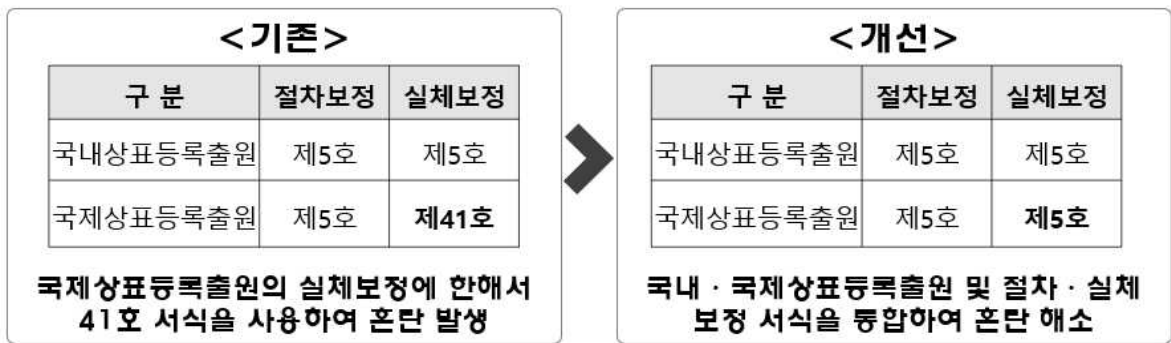 <기존>
구 분 절차보정 실체보정
국내상표등록출원 제5호 제5호
국제상표등록출원 제5호 제41호
국제상표등록출원의 실체보정에 한해서
41호 서식을 사용하여 혼란 발생
<개선>
구 분 절차보정 실체보정
국내상표등록출원 제5호 제5호
국제상표등록출원 제5호 제5호
국내 · 국제상표등록출원 및 절차 · 실체
보정 서식을 통합하여 혼란 해소